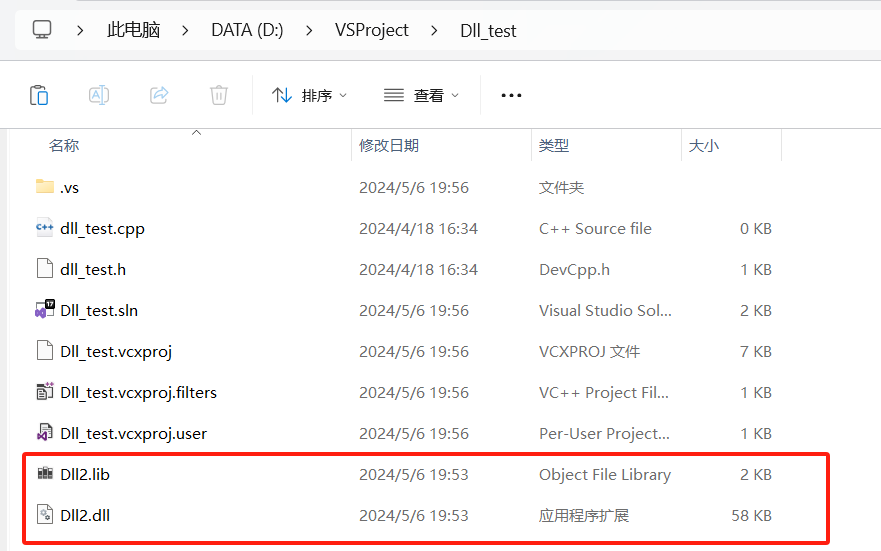 此电脑 > DATA (D:) > VSProject > Dll_test
排序 查看
名称 修改日期 类型 大小
.vs 2024/5/6 19:56 文件夹
dll_test.cpp 2024/4/18 16:34 C++ Source file 0 KB
dll_test.h 2024/4/18 16:34 DevCpp.h 1 KB
Dll_test.sln 2024/5/6 19:56 Visual Studio Sol... 2 KB
Dll_test.vcxproj 2024/5/6 19:56 VCXPROJ 文件 7 KB
Dll_test.vcxproj.filters 2024/5/6 19:56 VC++ Project Fil... 1 KB
Dll_test.vcxproj.user 2024/5/6 19:56 Per-User Project... 1 KB
Dll2.lib 2024/5/6 19:53 Object File Library 2 KB
Dll2.dll 2024/5/6 19:53 应用程序扩展 58 KB